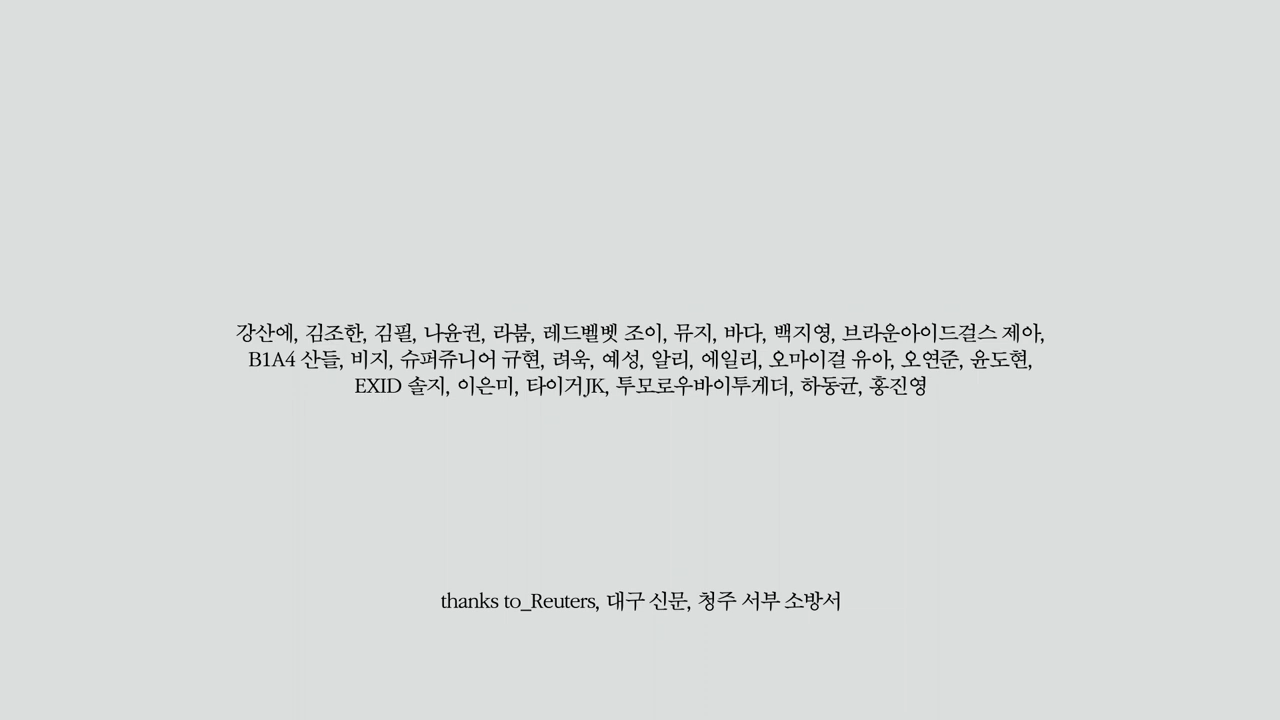 강산에, 김조한, 김필, 나윤권, 라붐, 레드벨벳 조이, 뮤지, 바다, 백지영, 브라운아이드걸스 제아,
B1A4 산들, 비지, 슈퍼쥬니어 규현, 려욱, 예성, 알리, 에일리, 오마이걸 유아, 오연준, 윤도현,
EXID 솔지, 이은미, 타이거JK, 투모로우바이투게더, 하동균, 홍진영
thanks to_Reuters, 대구 신문, 청주 서부 소방서